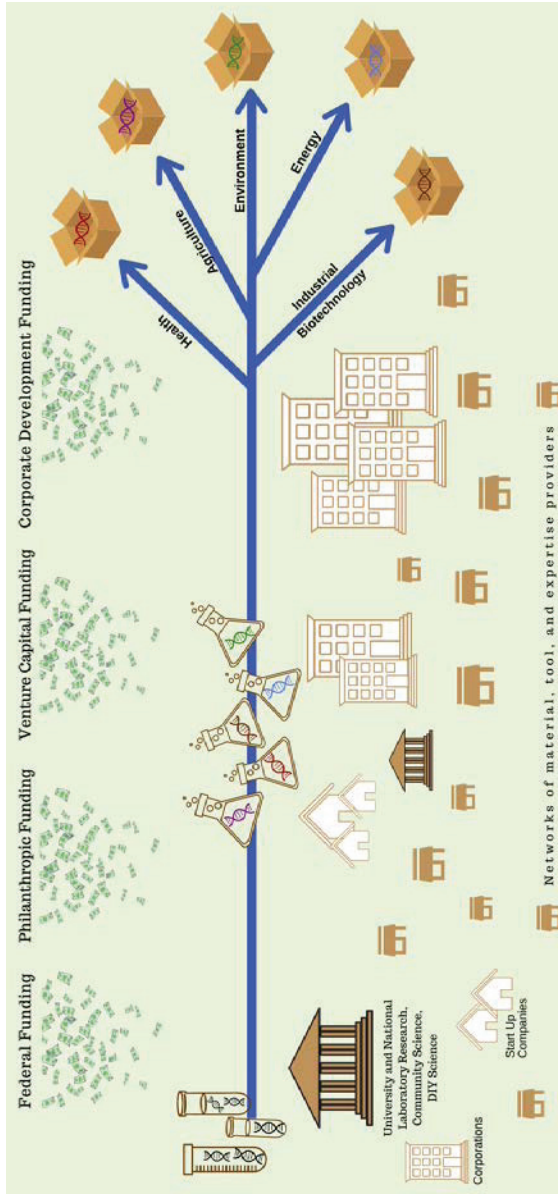 Federal Funding
Philanthropic Funding
Venture Capital Funding
Corporate Development Funding
Health
Agriculture
Environment
Energy
Industrial
Biotechnology
University and National
Laboratory Research,
Community Science,
DIY Science
Corporations
Start Up
Companies
Networks of material, tool, and expertise providers